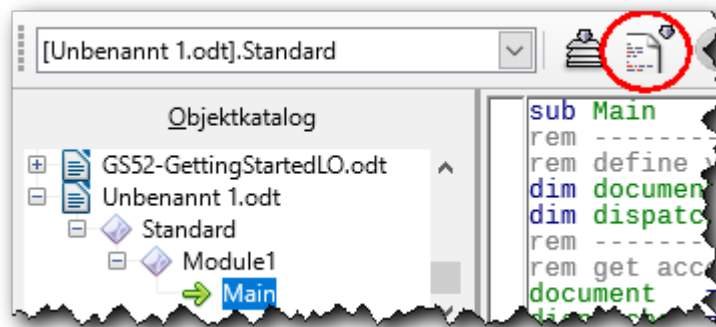 [Unbenannt 1.odt].Standard
Objektkatalog
GS52-GettingStartedLO.odt
Unbenannt 1.odt
Standard
Module1
Main
sub Main
rem --------
rem define
dim documen
dim dispatc
rem -------
rem get acc
document